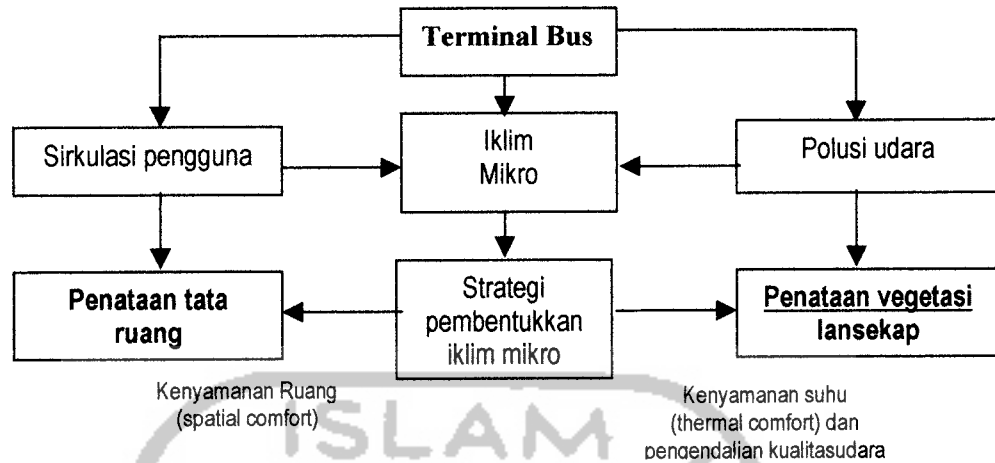 Terminal Bus
Sirkulasi pengguna
Iklim
Mikro
Polusi udara
Penataan tata
ruang
Strategi
pembentukkan
iklim mikro
Penataan vegetasi
lansekap
Kenyamanan Ruang
(spatial comfort)
Kenyamanan suhu
(thermal comfort) dan
pengendalian kualitasudara
ISLAM